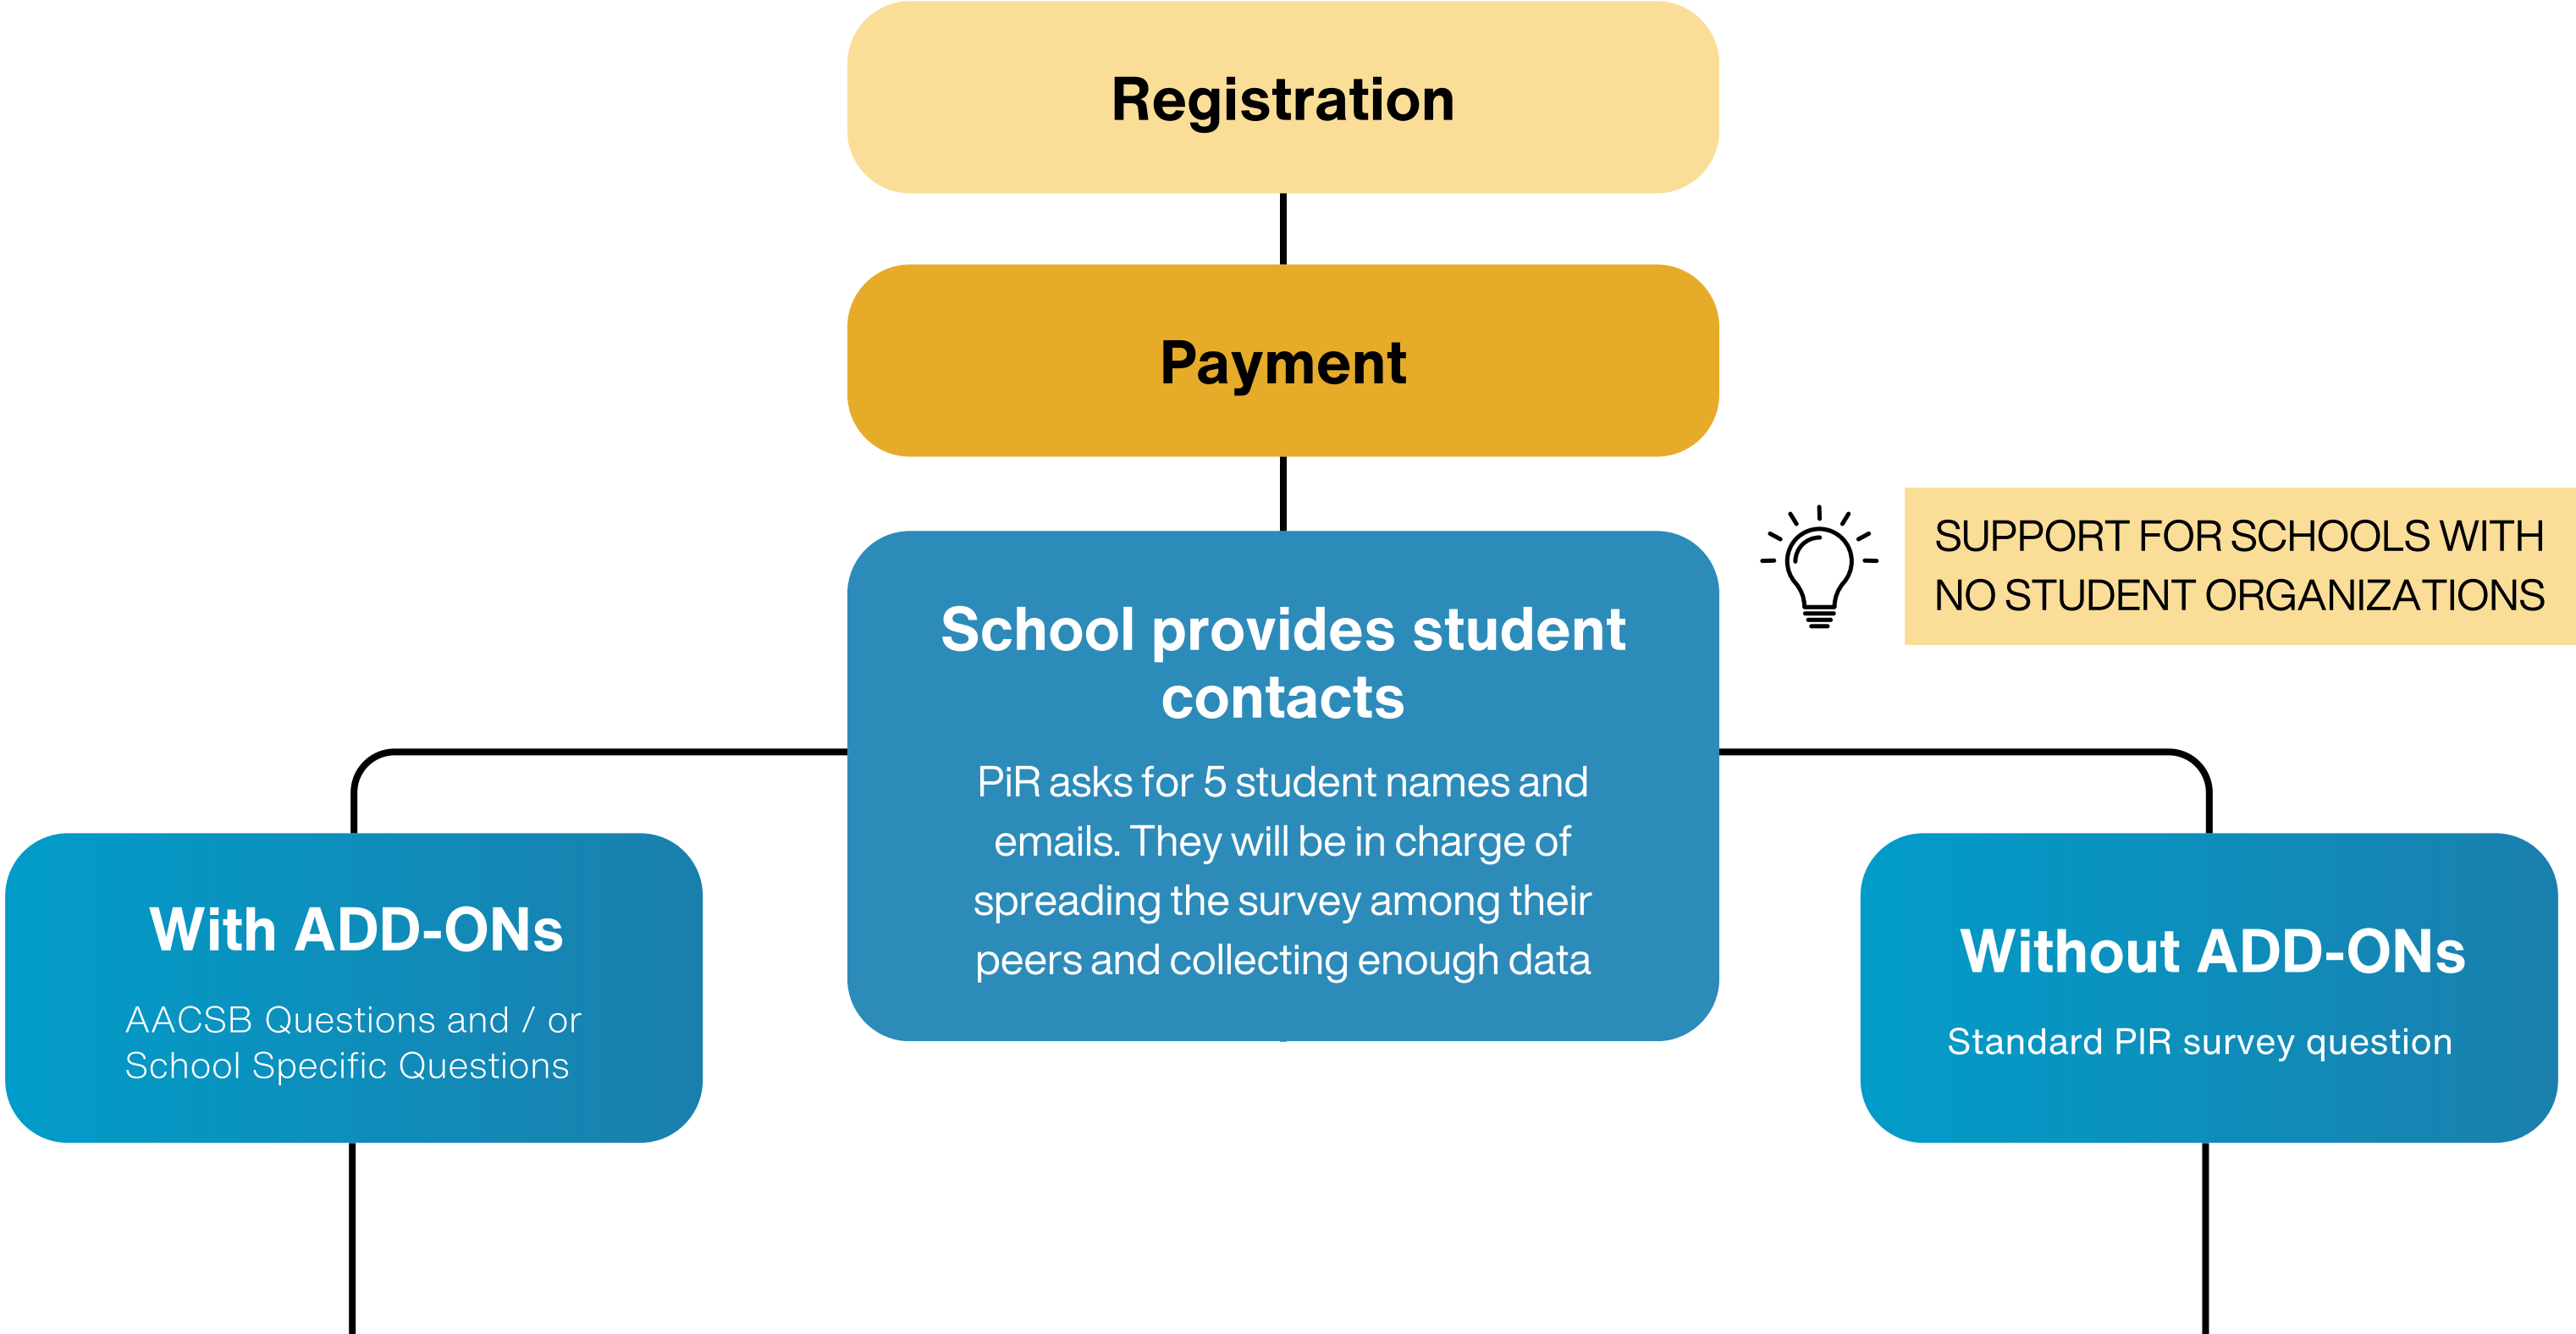 Registration
Payment
SUPPORT FOR SCHOOLS WITH
NO STUDENT ORGANIZATIONS
School provides student
contacts
PiR asks for 5 student names and
emails. They will be in charge of
spreading the survey among their
peers and collecting enough data
With ADD-ONs
AACSB Questions and / or
School Specific Questions
Without ADD-ONs
Standard PIR survey question